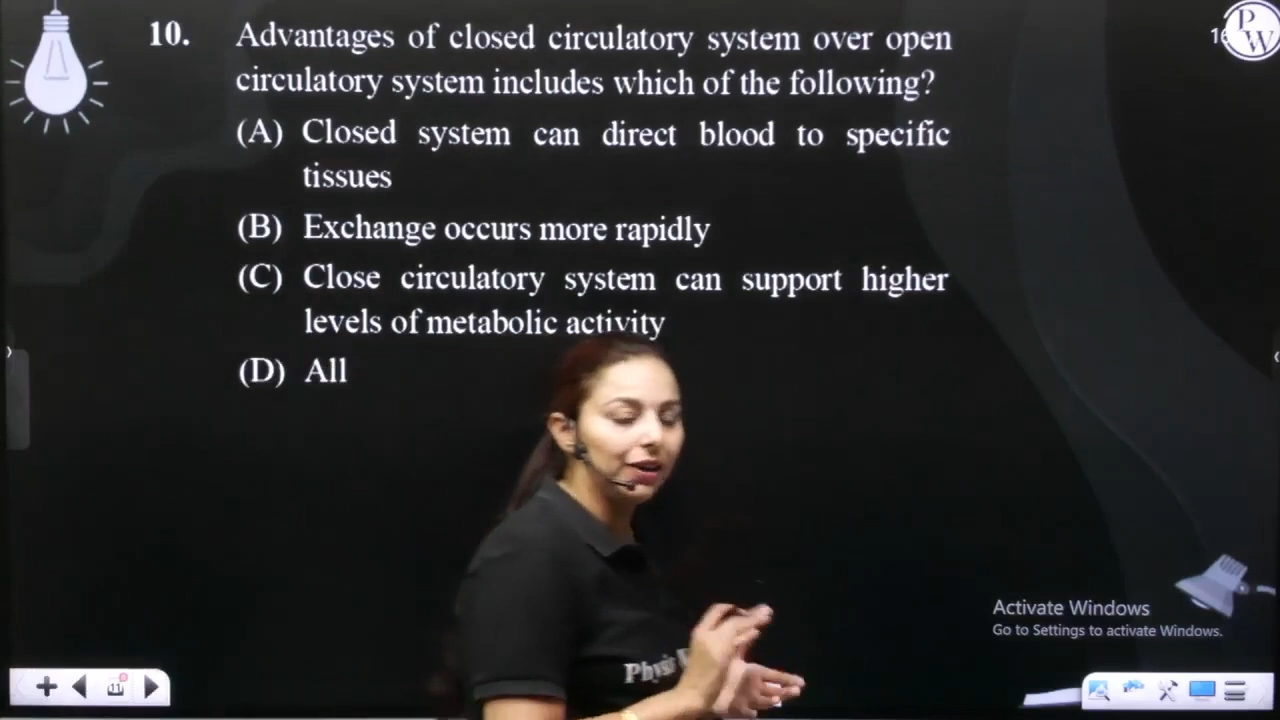 10. Advantages of closed circulatory system over open
circulatory system includes which of the following?
(A) Closed system can direct blood to specific
tissues
(B) Exchange occurs more rapidly
(C) Close circulatory system can support higher
levels of metabolic activity
(D) All
PW
Activate Windows
Go to Settings to activate Windows.
11